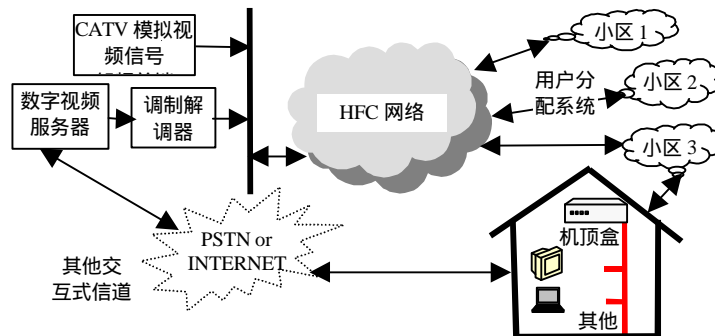 CATV 模拟视
频信号
小区 1
数字视频
服务器
调制解
调器
HFC 网络
用户分
配系统
小区 2
小区 3
PSTN or
INTERNET
其他交
互式信道
机顶盒
其他